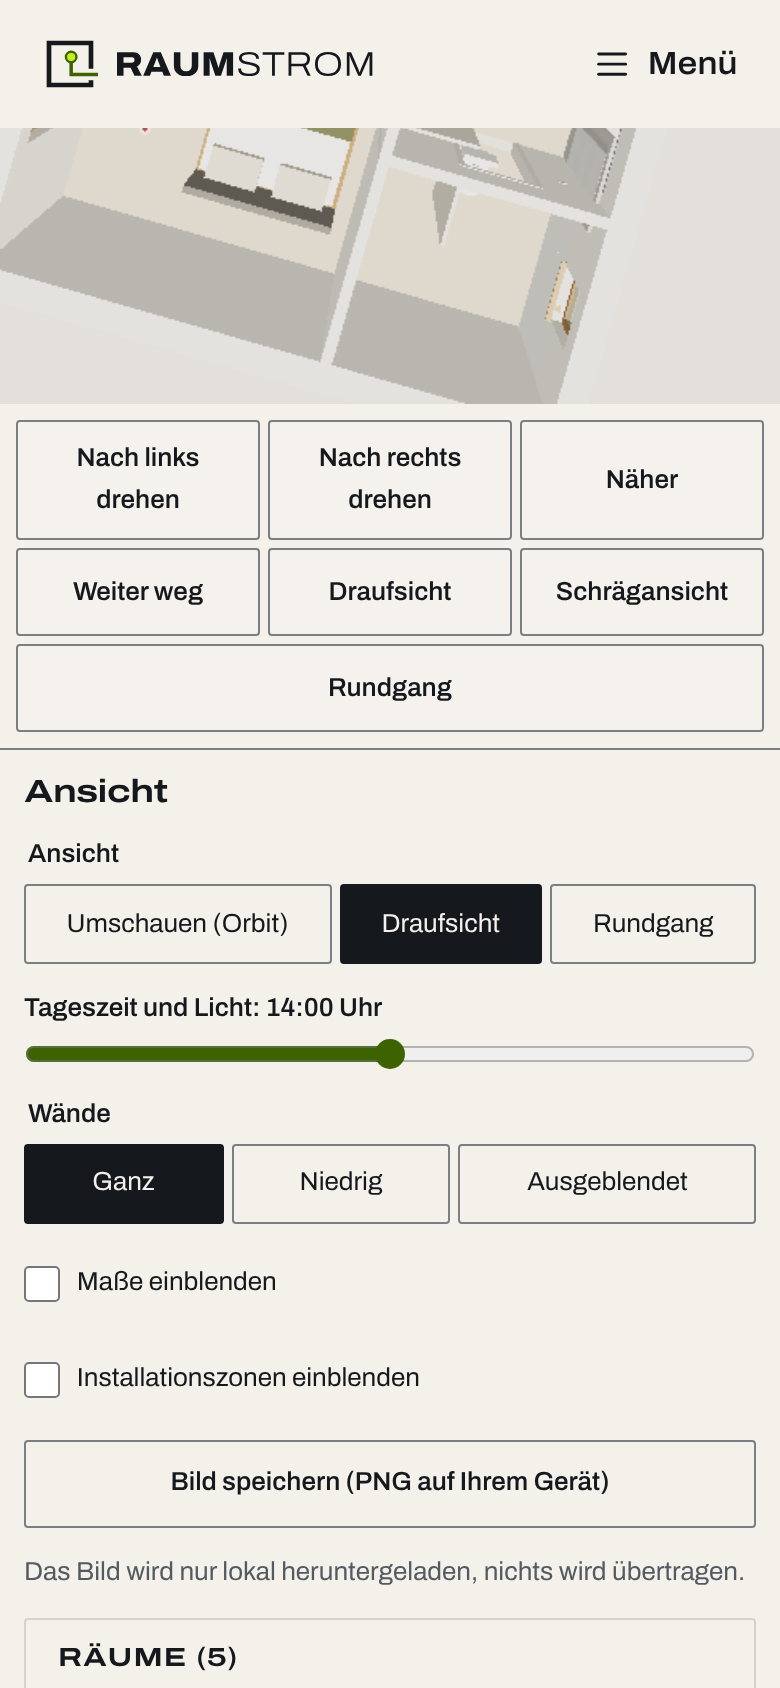 RAUMSTROM
Menü
Nach links
drehen
Nach rechts
drehen
Näher
Weiter weg
Draufsicht
Schrägansicht
Rundgang
Ansicht
Ansicht
Umschauen (Orbit)
Draufsicht
Rundgang
Tageszeit und Licht: 14:00 Uhr
Wände
Ganz
Niedrig
Ausgeblendet
Maße einblenden
Installationszonen einblenden
Bild speichern (PNG auf Ihrem Gerät)
Das Bild wird nur lokal heruntergeladen, nichts wird übertragen.
RÄUME (5)